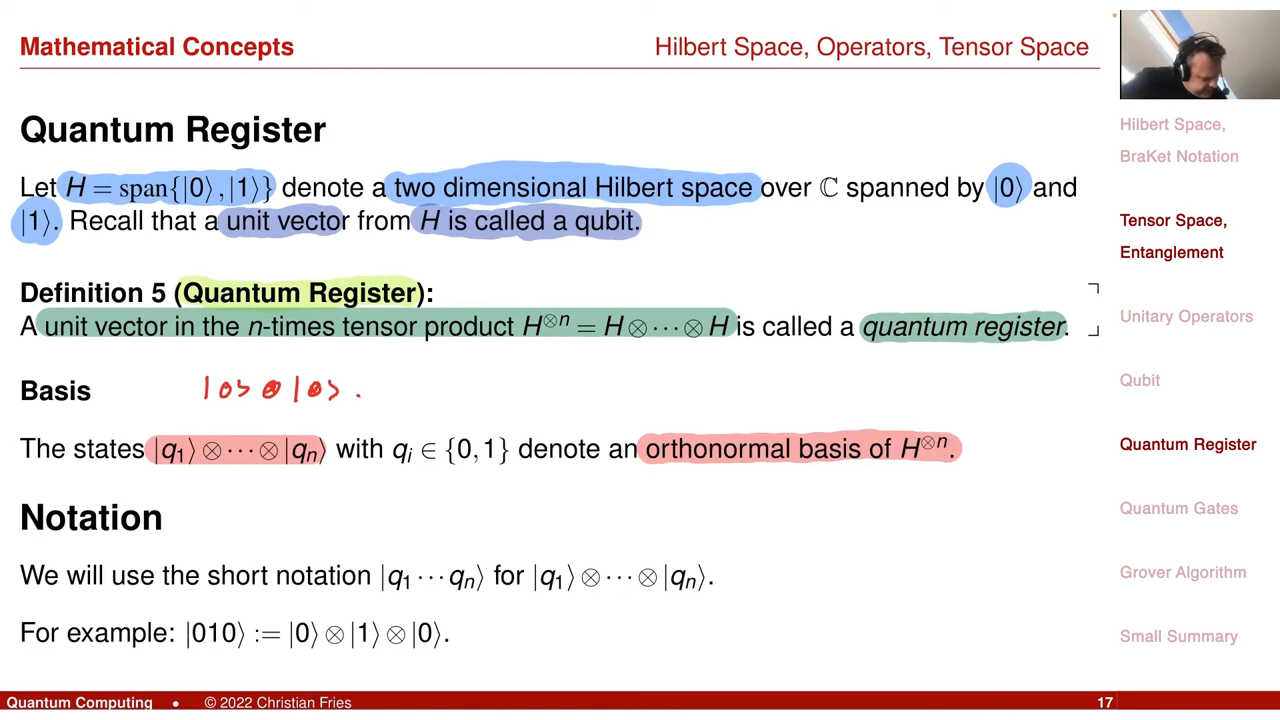 Mathematical Concepts
Hilbert Space, Operators, Tensor Space
Quantum Register
Let H = span{|0⟩, |1⟩} denote a two dimensional Hilbert space over ℂ spanned by |0⟩ and
|1⟩. Recall that a unit vector from H is called a qubit.
Definition 5 (Quantum Register):
A unit vector in the n-times tensor product H⊗ⁿ = H ⊗ ⋯ ⊗ H is called a quantum register.
Basis
|0⟩ ⊗ |0⟩ .
The states |q₁⟩ ⊗ ⋯ ⊗ |qₙ⟩ with qᵢ ∈ {0, 1} denote an orthonormal basis of H⊗ⁿ.
Notation
We will use the short notation |q₁ ⋯ qₙ⟩ for |q₁⟩ ⊗ ⋯ ⊗ |qₙ⟩.
For example: |010⟩ := |0⟩ ⊗ |1⟩ ⊗ |0⟩.
Hilbert Space,
BraKet Notation
Tensor Space,
Entanglement
Unitary Operators
Qubit
Quantum Register
Quantum Gates
Grover Algorithm
Small Summary
Quantum Computing • © 2022 Christian Fries
17